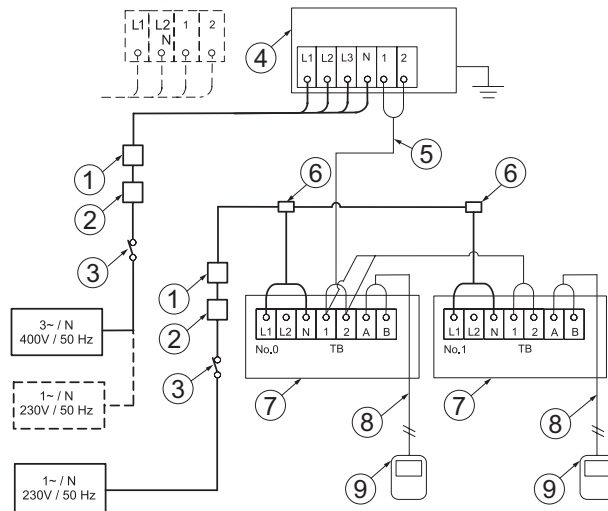 L1 L2 N 1 2
L1 L2 L3 N 1 2
4
5
1
2
3
6
6
1
2
3
3~ / N
400V / 50 Hz
1~ / N
230V / 50 Hz
1~ / N
230V / 50 Hz
L1 L2 N 1 2 A B
No.0 TB
L1 L2 N 1 2 A B
No.1 TB
7
7
8
8
9
9